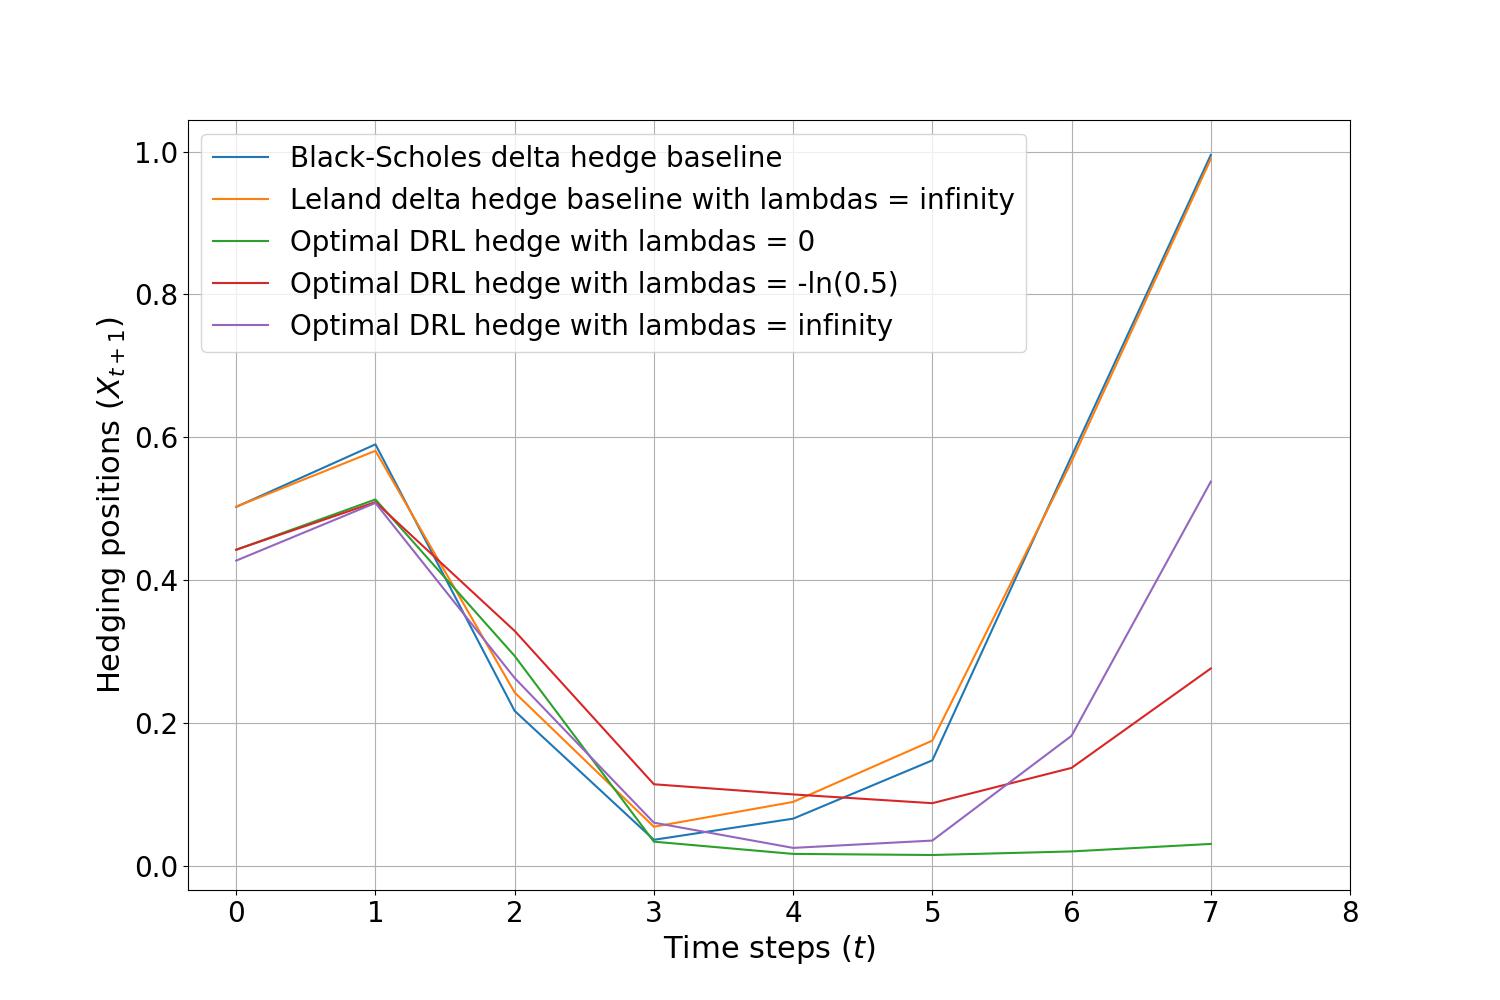 Black-Scholes delta hedge baseline
Leland delta hedge baseline with lambdas = infinity
Optimal DRL hedge with lambdas = 0
Optimal DRL hedge with lambdas = -ln(0.5)
Optimal DRL hedge with lambdas = infinity
Hedging positions (X_{t+1})
1.0
0.8
0.6
0.4
0.2
0.0
0 1 2 3 4 5 6 7 8
Time steps (t)